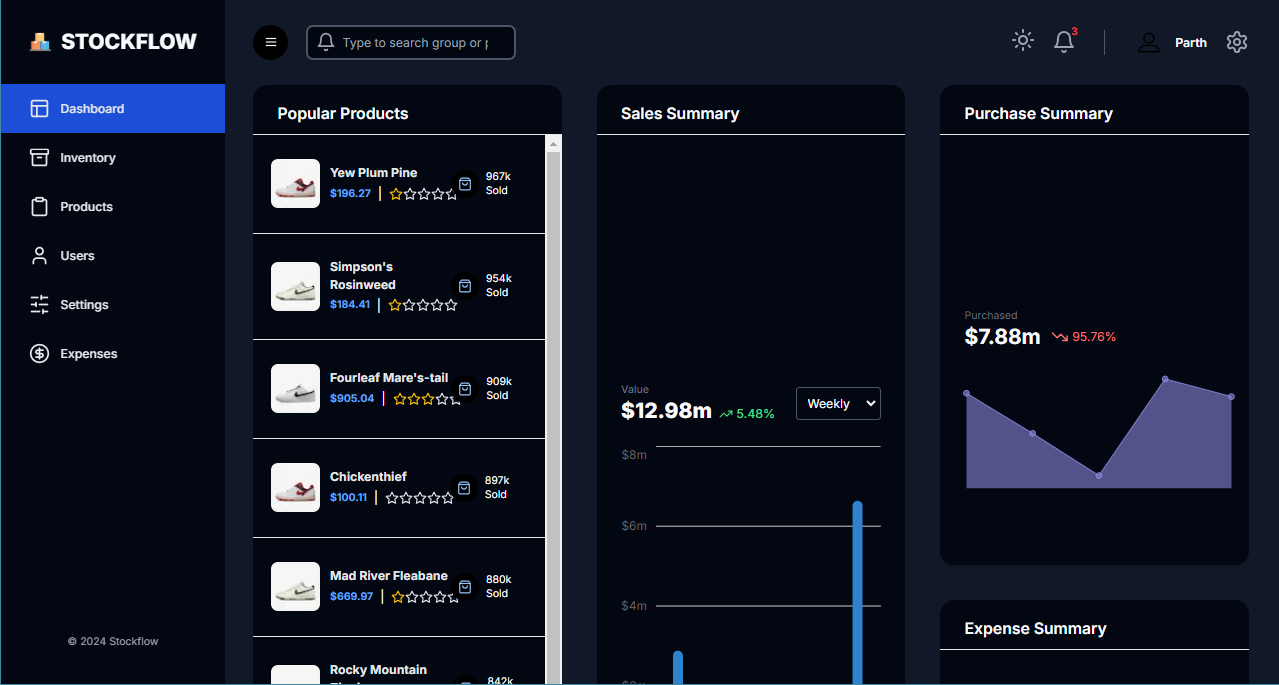 STOCKFLOW
Type to search group or p
3
Parth
Dashboard
Inventory
Products
Users
Settings
Expenses
© 2024 Stockflow
Popular Products
Yew Plum Pine
$196.27 |
967k
Sold
Simpson's
Rosinweed
$184.41 |
954k
Sold
Fourleaf Mare's-tail
$905.04 |
909k
Sold
Chickenthief
$100.11 |
897k
Sold
Mad River Fleabane
$669.97 |
880k
Sold
Rocky Mountain
842k
Sales Summary
Value
$12.98m
5.48%
Weekly
$8m
$6m
$4m
Purchase Summary
Purchased
$7.88m
95.76%
Expense Summary